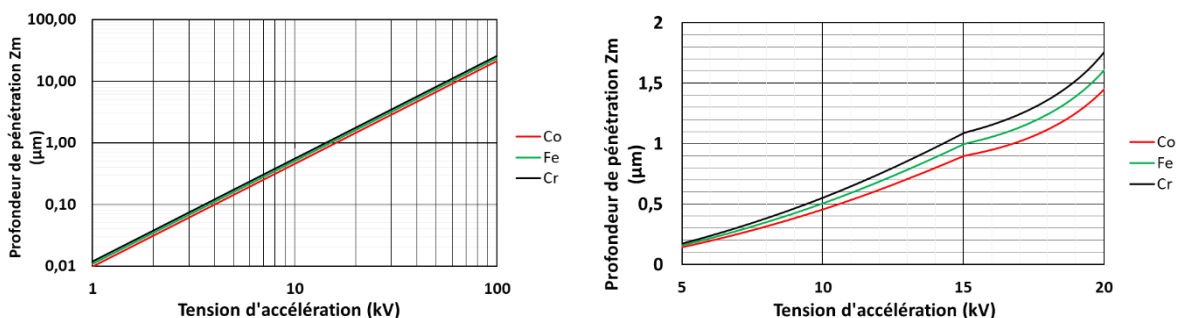 Profondeur de pénétration Zm
(µm)
100,00
10,00
1,00
0,10
0,01
1
10
100
Tension d'accélération (kV)
Co
Fe
Cr
Profondeur de pénétration Zm
(µm)
2
1,5
1
0,5
0
5
10
15
20
Tension d'accélération (kV)
Co
Fe
Cr